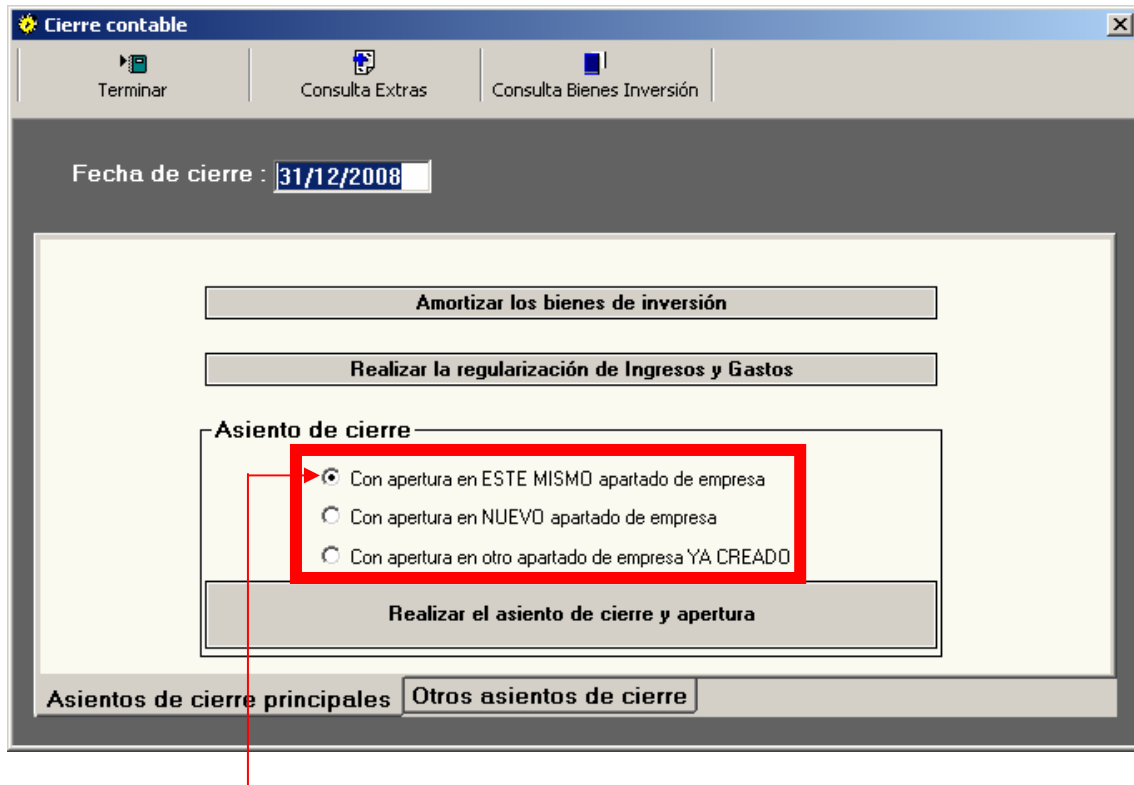 Cierre contable
Terminar
Consulta Extras
Consulta Bienes Inversión
Fecha de cierre : 31/12/2008
Amortizar los bienes de inversión
Realizar la regularización de Ingresos y Gastos
Asiento de cierre
Con apertura en ESTE MISMO apartado de empresa
Con apertura en NUEVO apartado de empresa
Con apertura en otro apartado de empresa YA CREADO
Realizar el asiento de cierre y apertura
Asientos de cierre principales
Otros asientos de cierre